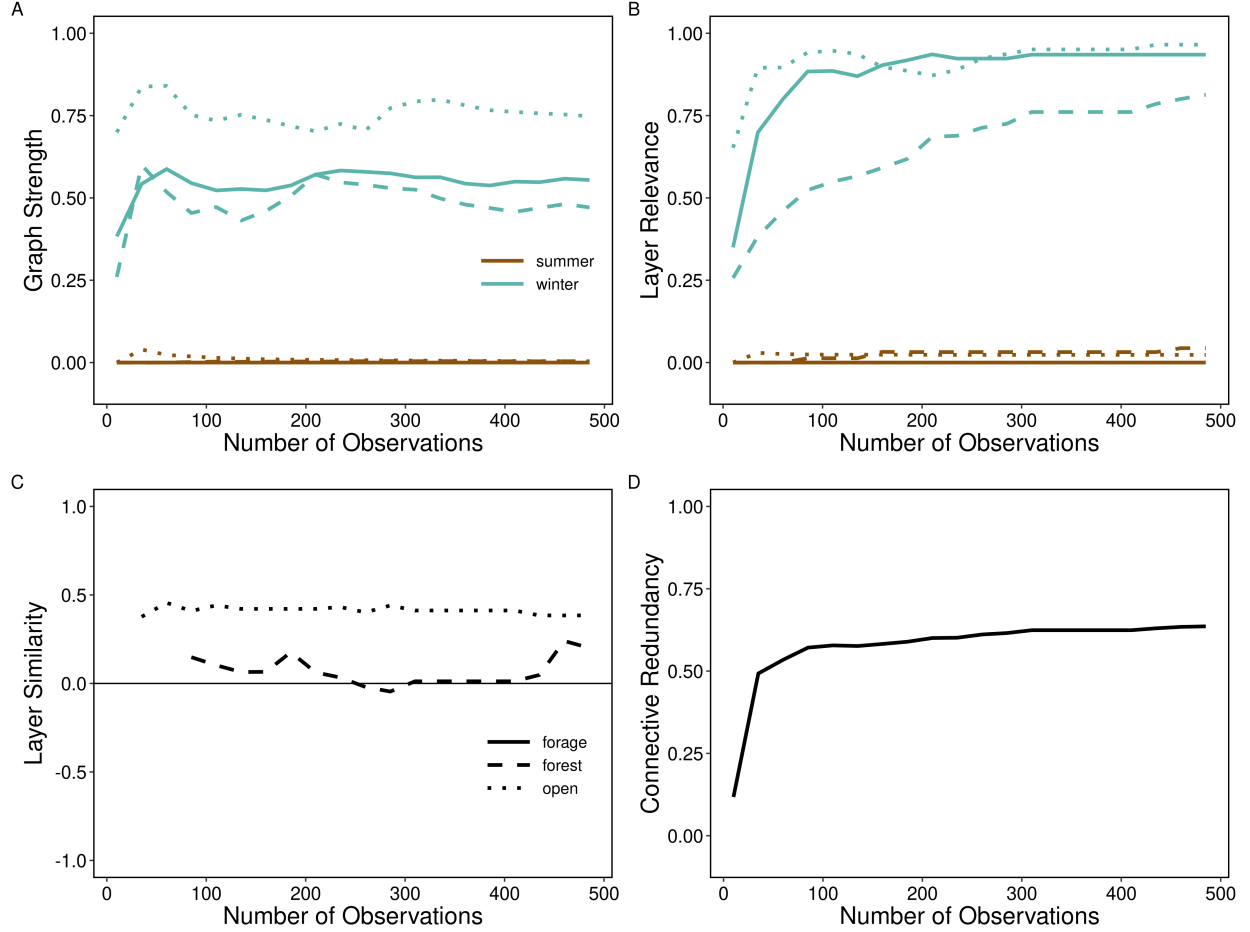 A
1.00
0.75
0.50
0.25
0.00
Graph Strength
summer
winter
0
100
200
300
400
500
Number of Observations
B
1.00
0.75
0.50
0.25
0.00
Layer Relevance
0
100
200
300
400
500
Number of Observations
C
1.0
0.5
0.0
-0.5
-1.0
Layer Similarity
forage
forest
open
0
100
200
300
400
500
Number of Observations
D
1.00
0.75
0.50
0.25
0.00
Connective Redundancy
0
100
200
300
400
500
Number of Observations